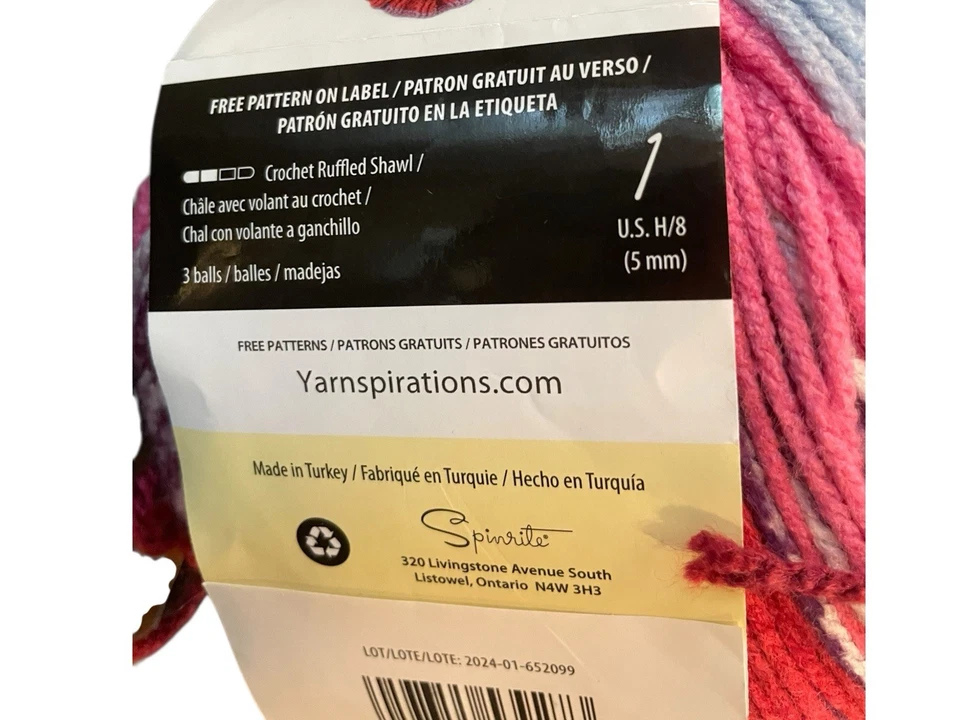 FREE PATTERN ON LABEL / PATRON GRATUIT AU VERSO /
PATRÓN GRATUITO EN LA ETIQUETA
Crochet Ruffled Shawl /
Châle avec volant au crochet /
Chal con volante a ganchillo
3 balls / balles / madejas
U.S. H/8
(5 mm)
FREE PATTERNS / PATRONS GRATUITS / PATRONES GRATUITOS
Yarnspirations.com
Made in Turkey / Fabriqué en Turquie / Hecho en Turquía
Spinrite
320 Livingstone Avenue South
Listowel, Ontario N4W 3H3
LOT/LOTE/LOTE: 2024-01-652099